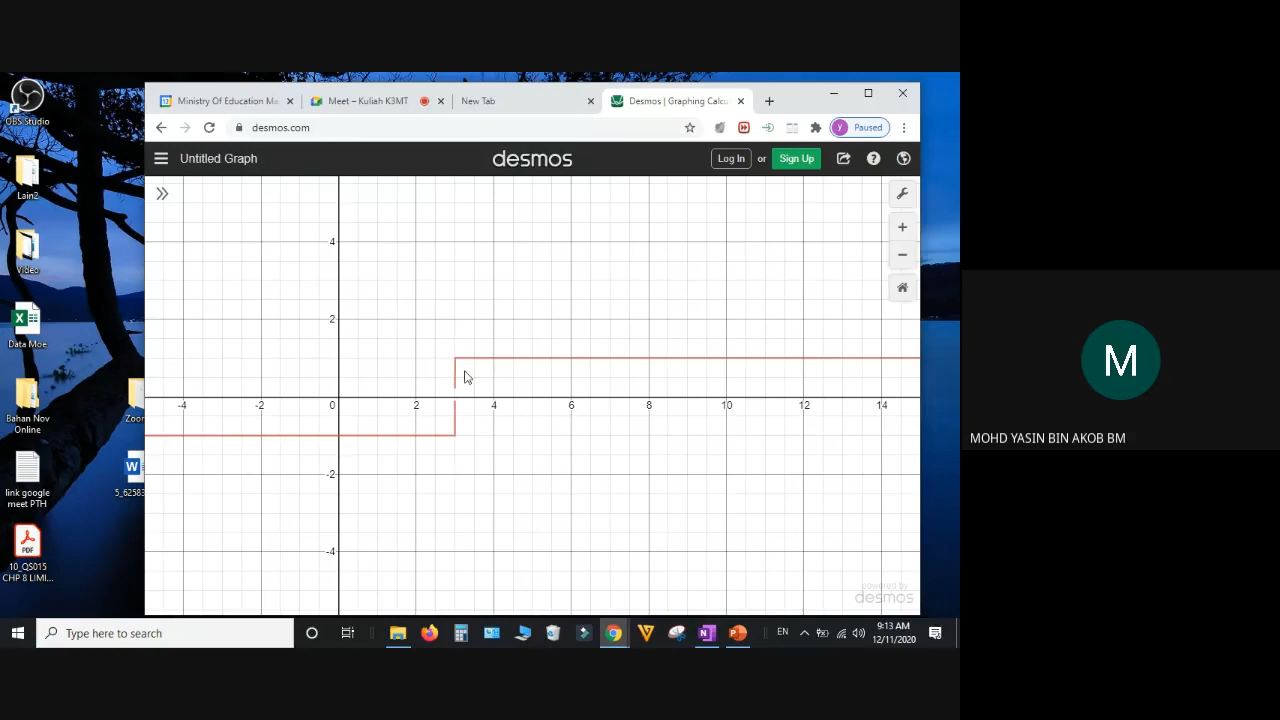 OBS Studio
Lain2
Video
Data Moe
Bahan Nov
Online
Zoor
link google
meet PTH
5_62583
10_QS015
CHP 8 LIMI...
PDF
Ministry Of Education Ma
Meet – Kuliah K3MT
New Tab
Desmos | Graphing Calcu
desmos.com
y
Paused
Untitled Graph
desmos
Log In
or
Sign Up
4
2
-4
-2
0
2
4
6
8
10
12
14
-2
-4
powered by
desmos
Type here to search
EN
9:13 AM
12/11/2020
M
MOHD YASIN BIN AKOB BM